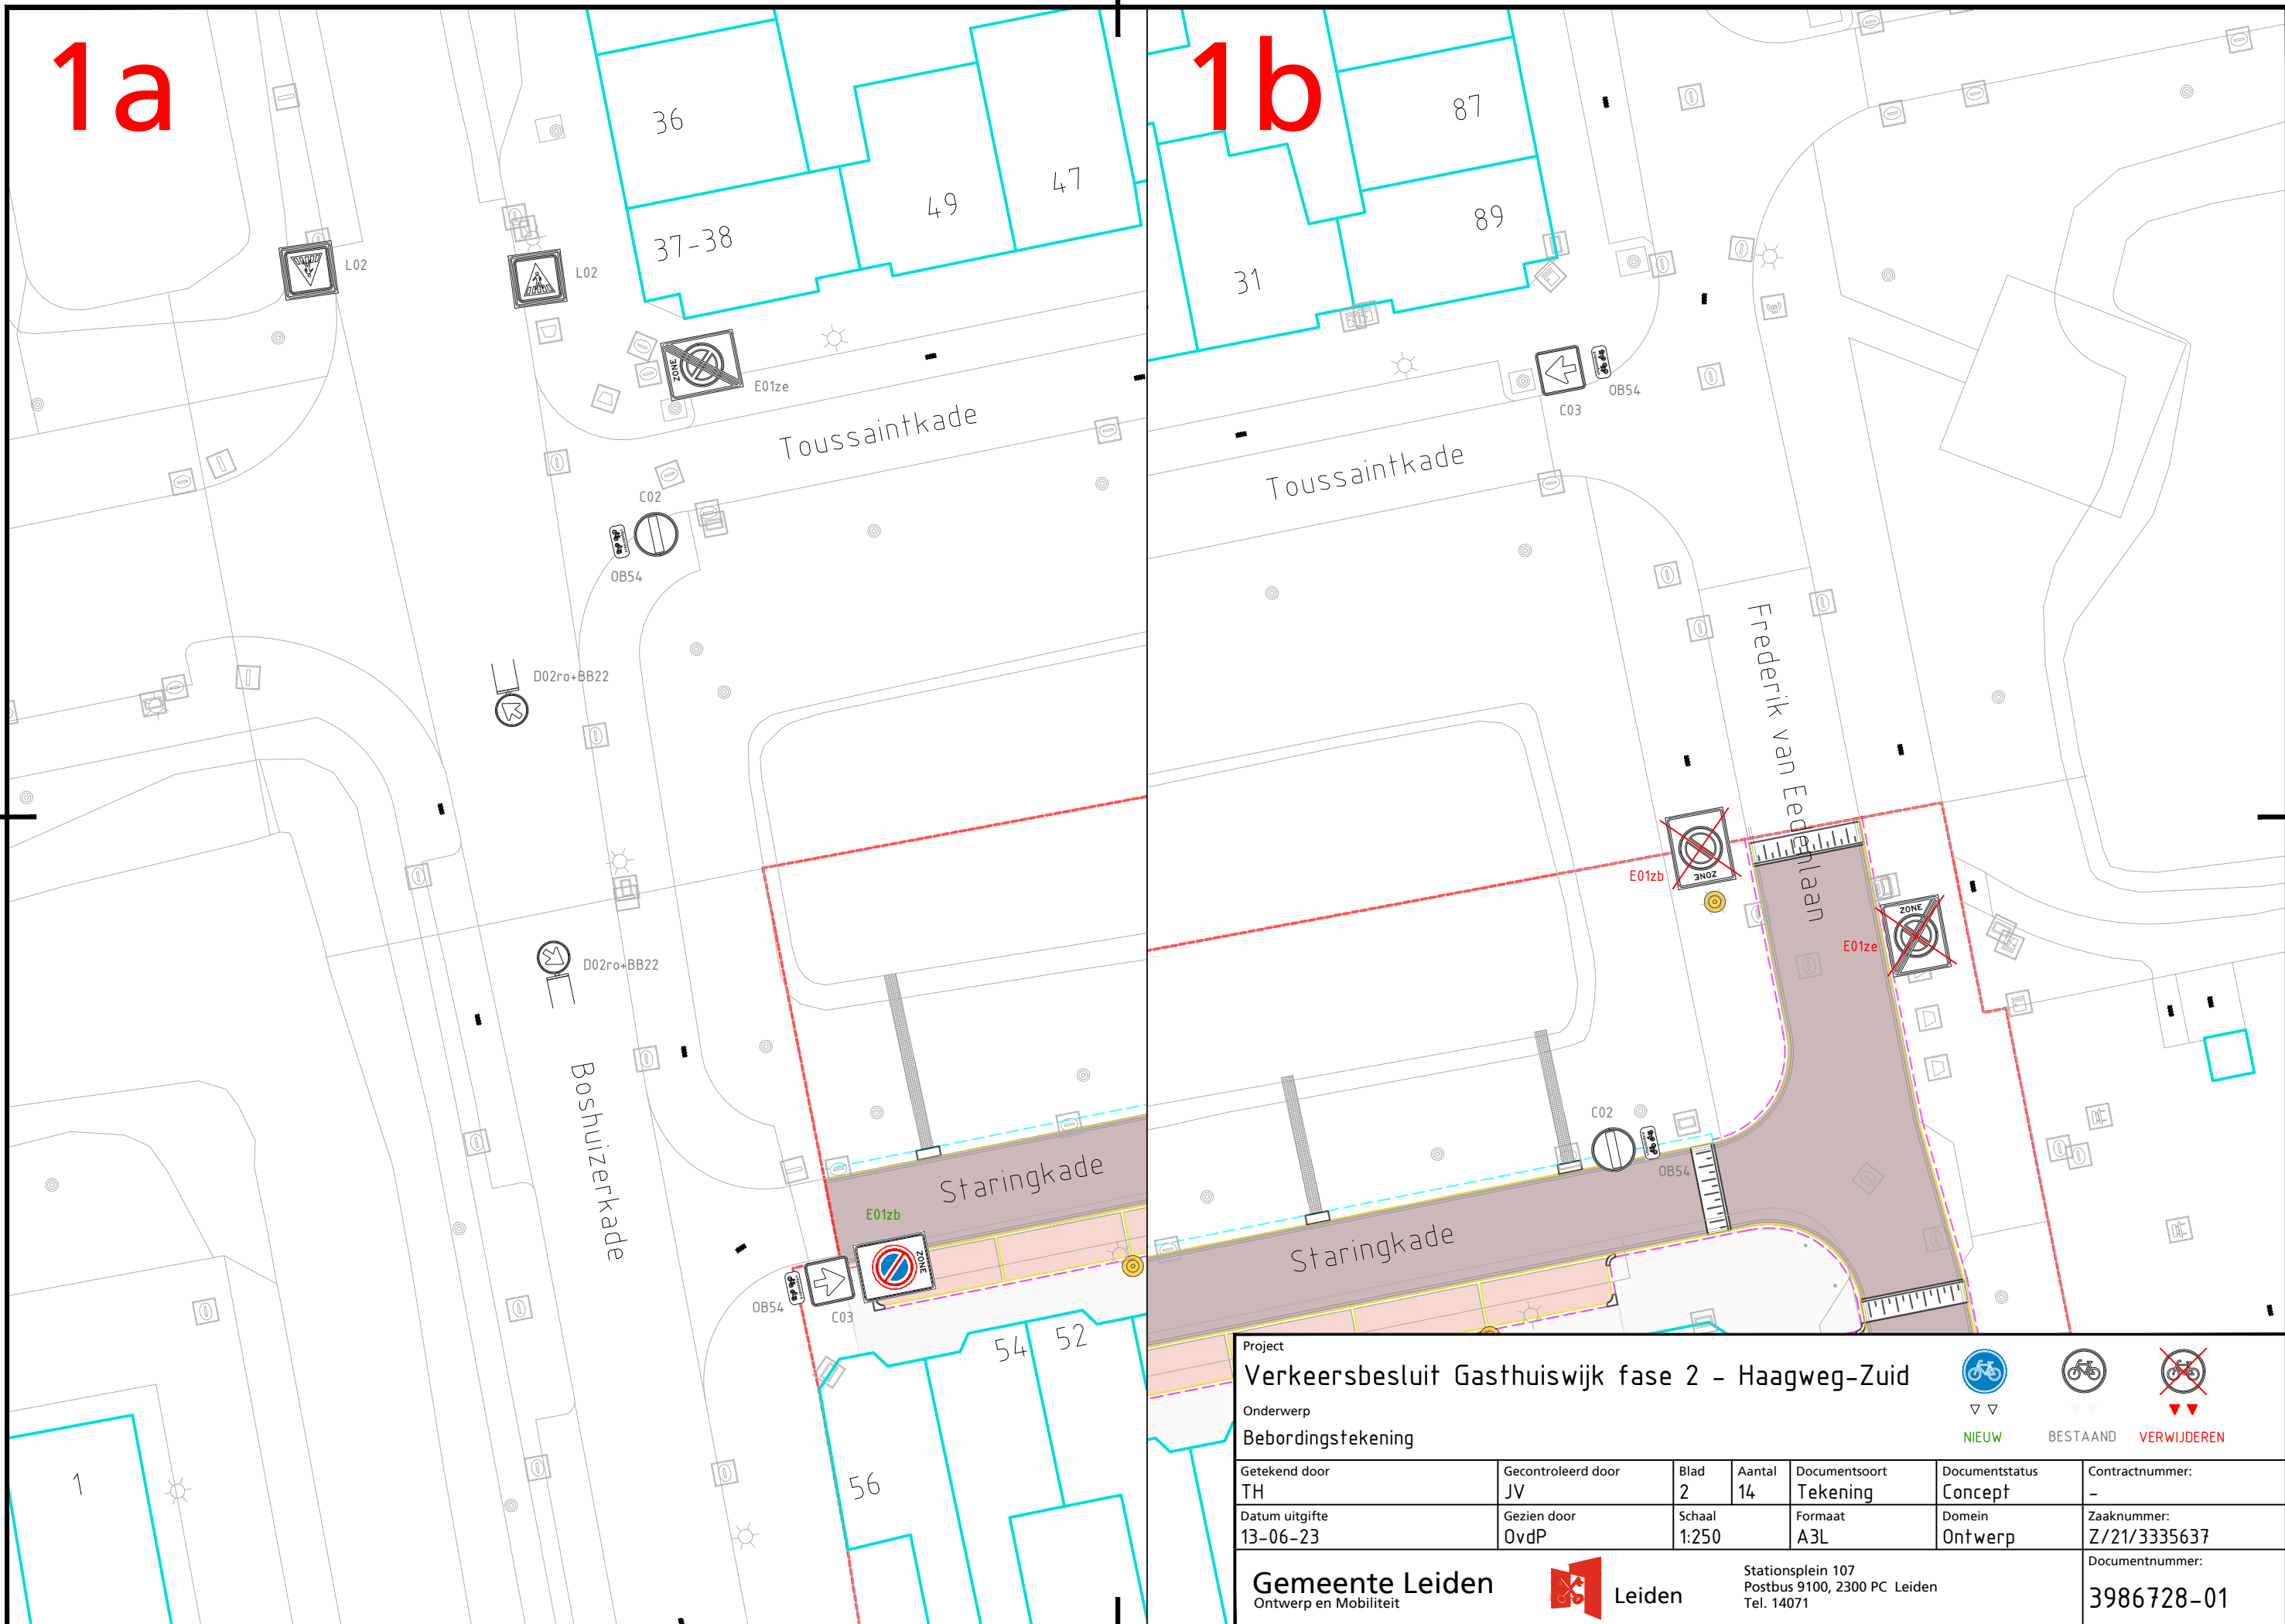 1a
36
37-38
49
47
L02
L02
ZONE
E01ze
Toussaintkade
C02
OB54
D02ro+BB22
D02ro+BB22
Boshuizerkade
Staringkade
E01zb
ZONE
OB54
C03
54
52
56
1
1b
87
89
31
C03
OB54
Toussaintkade
Frederik van Eedenlaan
ZONE
E01zb
ZONE
E01ze
C02
OB54
Staringkade
Project
Verkeersbesluit Gasthuiswijk fase 2 - Haagweg-Zuid
Onderwerp
Bebordingstekening
NIEUW
BESTAAND
VERWIJDEREN
Getekend door
TH
Gecontroleerd door
JV
Blad
2
Aantal
14
Documentsoort
Tekening
Documentstatus
Concept
Contractnummer:
-
Datum uitgifte
13-06-23
Gezien door
OvdP
Schaal
1:250
Formaat
A3L
Domein
Ontwerp
Zaaknummer:
Z/21/3335637
Gemeente Leiden
Ontwerp en Mobiliteit
Leiden
Stationsplein 107
Postbus 9100, 2300 PC Leiden
Tel. 14071
Documentnummer:
3986728-01